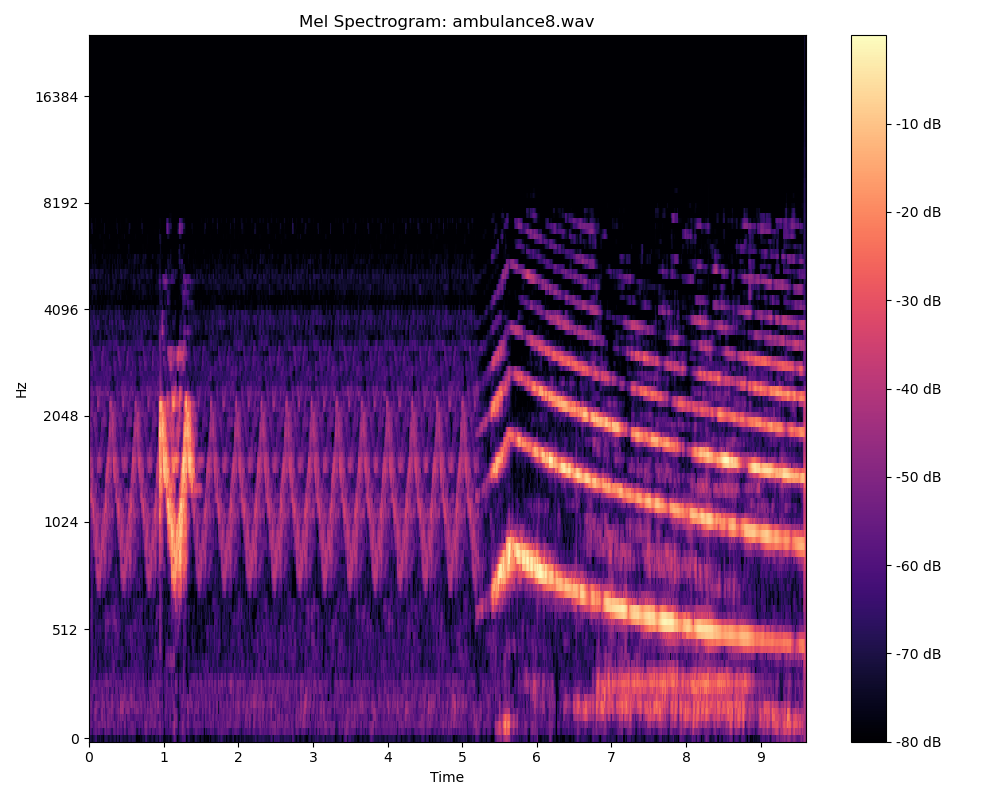 Mel Spectrogram: ambulance8.wav
16384
8192
4096
2048
1024
512
0
Hz
0 1 2 3 4 5 6 7 8 9
Time
-10 dB
-20 dB
-30 dB
-40 dB
-50 dB
-60 dB
-70 dB
-80 dB